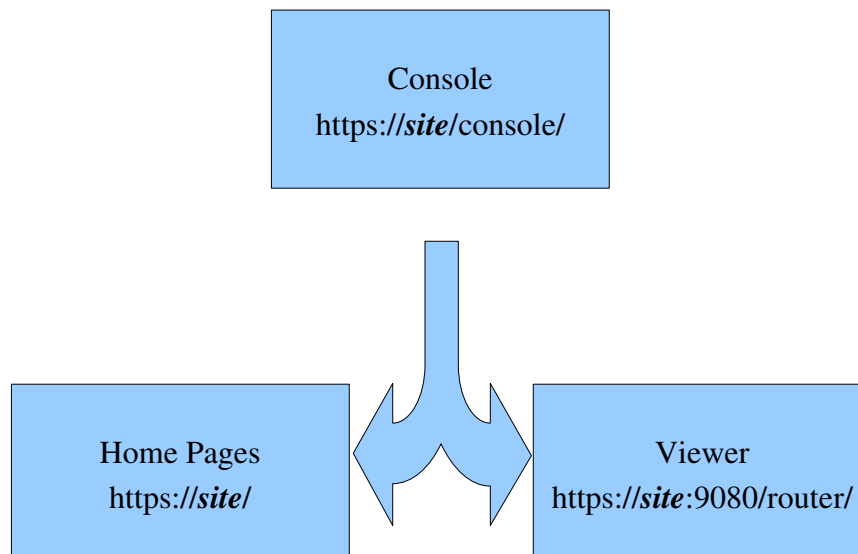 Console
https://site/console/
Home Pages
https://site/
Viewer
https://site:9080/router/